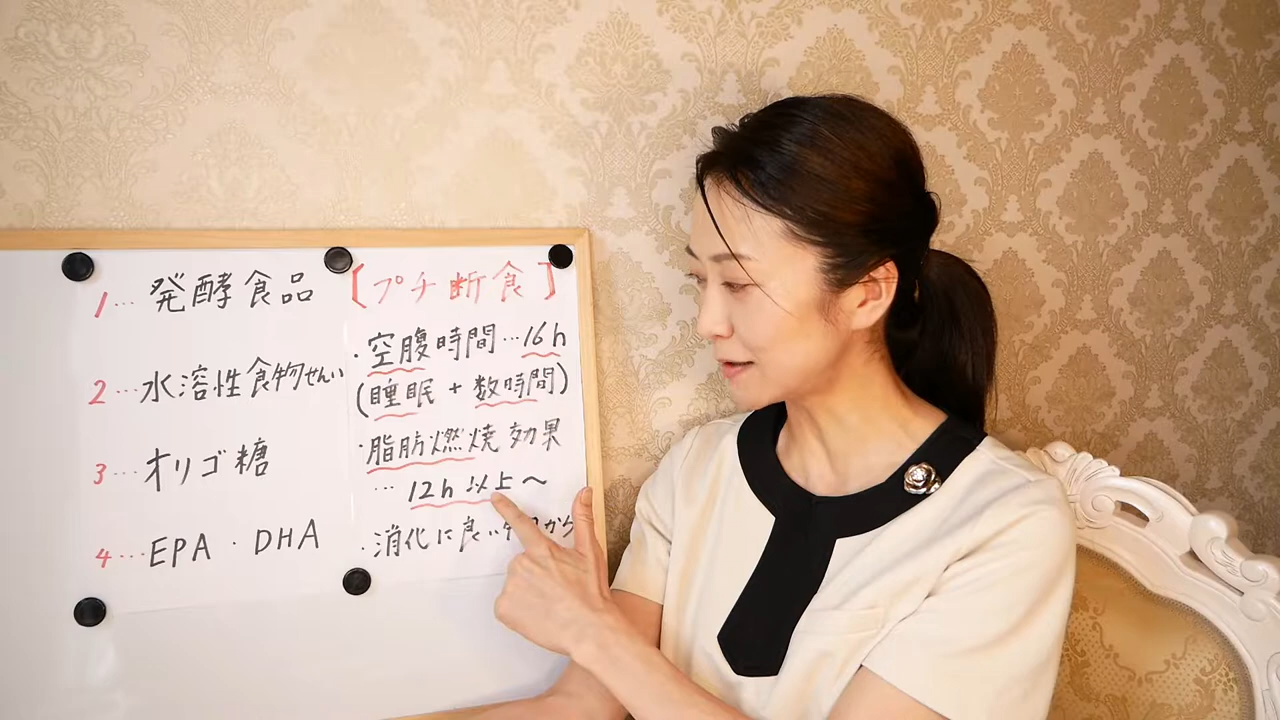 1… 発酵食品
2… 水溶性食物せんい
3… オリゴ糖
4… EPA・DHA
【プチ断食】
・空腹時間…16h
(睡眠+数時間)
・脂肪燃焼効果
… 12h以上~
・消化に良い
から